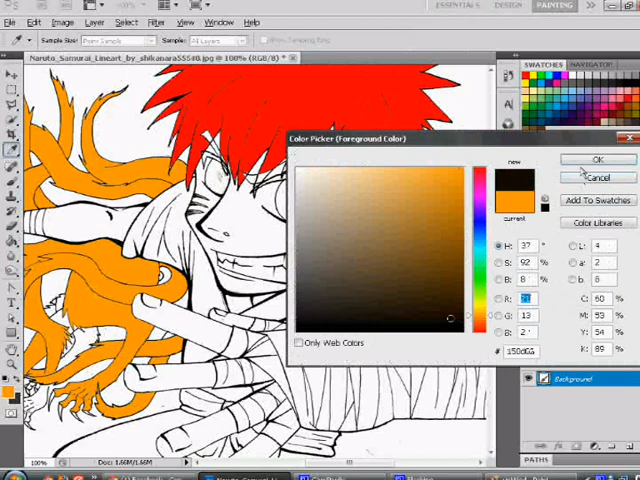 ESSENTIALS DESIGN PAINTING
File Edit Image Layer Select Filter View Window Help
Sample Size: Point Sample Sample: All Layers
Naruto_Samurai_Lineart_by_shikanara55580.jpg @ 100% (RGB/8) *
SWATCHES NAVIGATOR
Color Picker (Foreground Color)
new
current
OK
Cancel
Add To Swatches
Color Libraries
H: 37 °
S: 92 %
B: 8 %
R: 21
G: 13
B: 2
L: 4
a: 2
b: 6
C: 60 %
M: 53 %
Y: 54 %
K: 89 %
Only Web Colors
Background
PATHS
100% Doc: 1.66M/1.66M